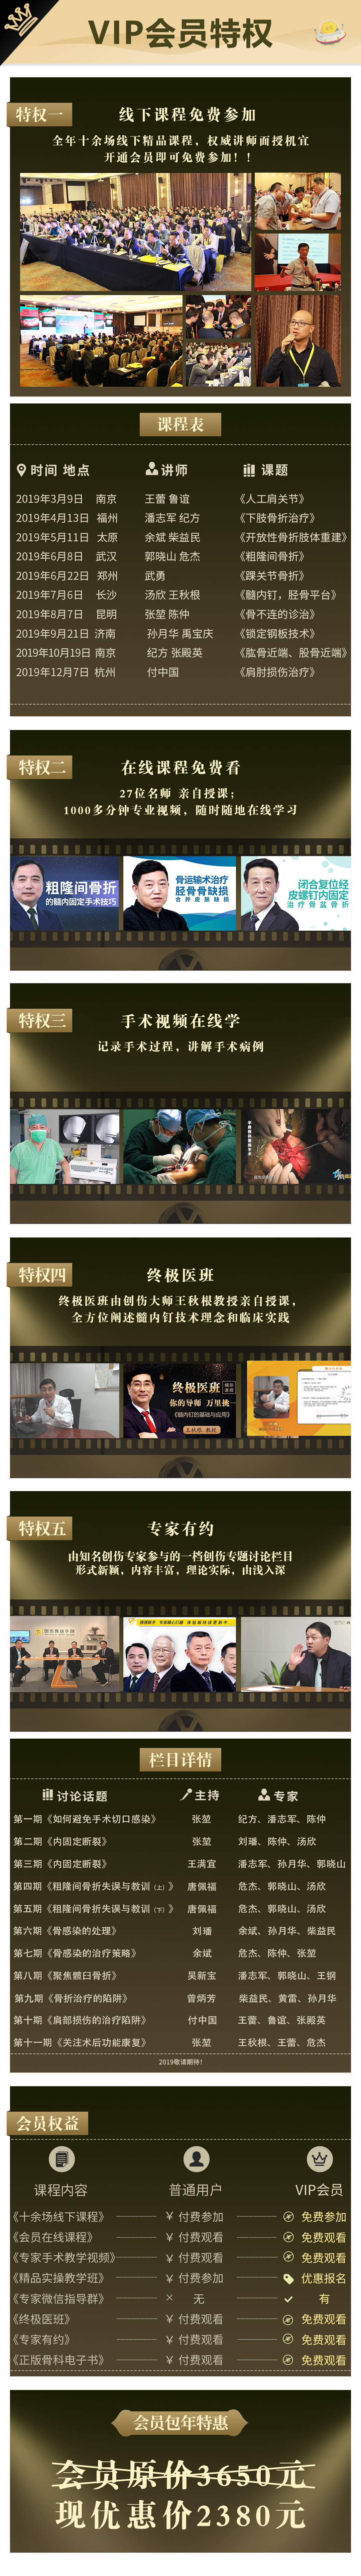 VIP会员特权
特权一
线下课程免费参加
全年十余场线下精品课程，权威讲师面授机宜
开通会员即可免费参加！！
课程表
时间 地点 讲师 课题
2019年3月9日 南京 王蕾 鲁谊 《人工肩关节》
2019年4月13日 福州 潘志军 纪方 《下肢骨折治疗》
2019年5月11日 太原 余斌 柴益民 《开放性骨折肢体重建》
2019年6月8日 武汉 郭晓山 危杰 《粗隆间骨折》
2019年6月22日 郑州 武勇 《踝关节骨折》
2019年7月6日 长沙 汤欣 王秋根 《髓内钉，胫骨平台》
2019年8月7日 昆明 张堃 陈仲 《骨不连的诊治》
2019年9月21日 济南 孙月华 禹宝庆 《锁定钢板技术》
2019年10月19日 南京 纪方 张殿英 《肱骨近端、股骨近端》
2019年12月7日 杭州 付中国 《肩肘损伤治疗》
特权二
在线课程免费看
27位名师 亲自授课；
1000多分钟专业视频，随时随地在线学习
粗隆间骨折
的髓内固定手术技巧
骨运输术治疗
胫骨骨缺损
合并皮肤缺损
闭合复位经
皮螺钉内固定
治疗骨盆骨折
特权三
手术视频在线学
记录手术过程，讲解手术病例
特权四
终极医班
终极医班由创伤大师王秋根教授亲自授课，
全方位阐述髓内钉技术理念和临床实践
终极医班
你的导师 万里挑一
《髓内钉的基础与应用》
王秋根 教授
特权五
专家有约
由知名创伤专家参与的一档创伤专题讨论栏目
形式新颖，内容丰富，理论实际，由浅入深
栏目详情
讨论话题 主持 专家
第一期《如何避免手术切口感染》 张堃 纪方、潘志军、陈仲
第二期《内固定断裂》 张堃 刘璠、陈仲、汤欣
第三期《内固定断裂》 王满宜 潘志军、孙月华、郭晓山
第四期《粗隆间骨折失误与教训（上）》 唐佩福 危杰、郭晓山、汤欣
第五期《粗隆间骨折失误与教训（下）》 唐佩福 危杰、郭晓山、汤欣
第六期《骨感染的处理》 刘璠 余斌、孙月华、柴益民
第七期《骨感染的治疗策略》 余斌 危杰、陈仲、张堃
第八期《聚焦髋臼骨折》 吴新宝 潘志军、郭晓山、王钢
第九期《骨折治疗的陷阱》 曾炳芳 柴益民、黄雷、孙月华
第十期《肩部损伤的治疗陷阱》 付中国 王蕾、鲁谊、张殿英
第十一期《关注术后功能康复》 张堃 王秋根、王蕾、危杰
2019敬请期待！
会员权益
课程内容 普通用户 VIP会员
《十余场线下课程》 ￥付费参加 免费参加
《会员在线课程》 ￥付费观看 免费观看
《专家手术教学视频》 ￥付费观看 免费观看
《精品实操教学班》 ￥付费参加 优惠报名
《专家微信指导群》 × 无 ✓ 有
《终极医班》 ￥付费观看 免费观看
《专家有约》 ￥付费观看 免费观看
《正版骨科电子书》 ￥付费观看 免费观看
会员包年特惠
会员原价3650元
现优惠价2380元